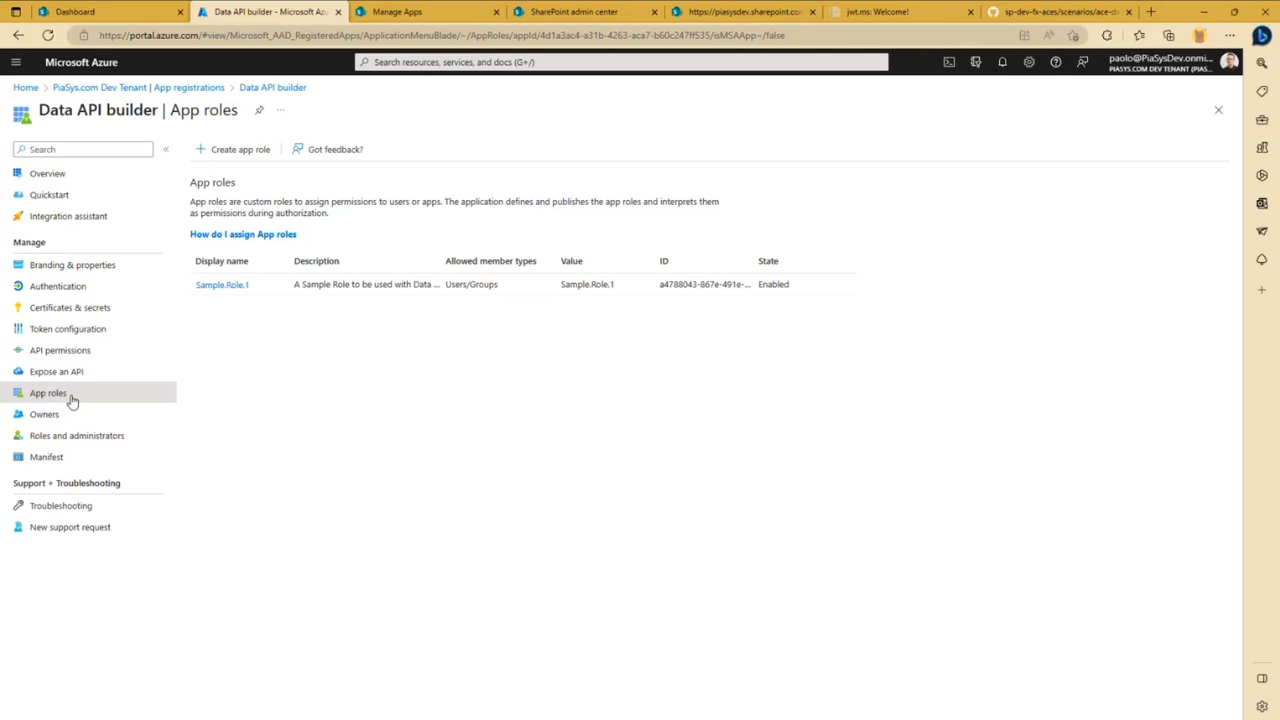 Dashboard
Data API builder - Microsoft Azu
Manage Apps
SharePoint admin center
https://piasysdev.sharepoint.com
jwt.ms: Welcome!
sp-dev-fx-aces/scenarios/ace-d
https://portal.azure.com/#view/Microsoft_AAD_RegisteredApps/ApplicationMenuBlade/~/AppRoles/appId/4d1a3ac4-a31b-4263-aca7-b60c247ff535/isMSAApp~/false
Microsoft Azure
Search resources, services, and docs (G+/)
paolo@PiaSysDev.onmi...
PIASYS.COM DEV TENANT (PIAS...
Home > PiaSys.com Dev Tenant | App registrations > Data API builder
Data API builder | App roles
Search
Overview
Quickstart
Integration assistant
Manage
Branding & properties
Authentication
Certificates & secrets
Token configuration
API permissions
Expose an API
App roles
Owners
Roles and administrators
Manifest
Support + Troubleshooting
Troubleshooting
New support request
Create app role
Got feedback?
App roles
App roles are custom roles to assign permissions to users or apps. The application defines and publishes the app roles and interprets them
as permissions during authorization.
How do I assign App roles
Display name Description Allowed member types Value ID State
Sample.Role.1 A Sample Role to be used with Data ... Users/Groups Sample.Role.1 a4788043-867e-491e-... Enabled